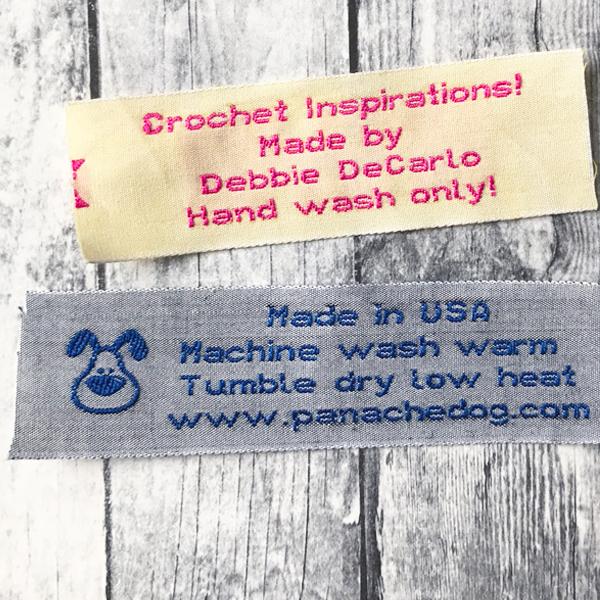 Crochet Inspirations!
Made by
Debbie DeCarlo
Hand wash only!
Made in USA
Machine wash warm
Tumble dry low heat
www.panachedog.com